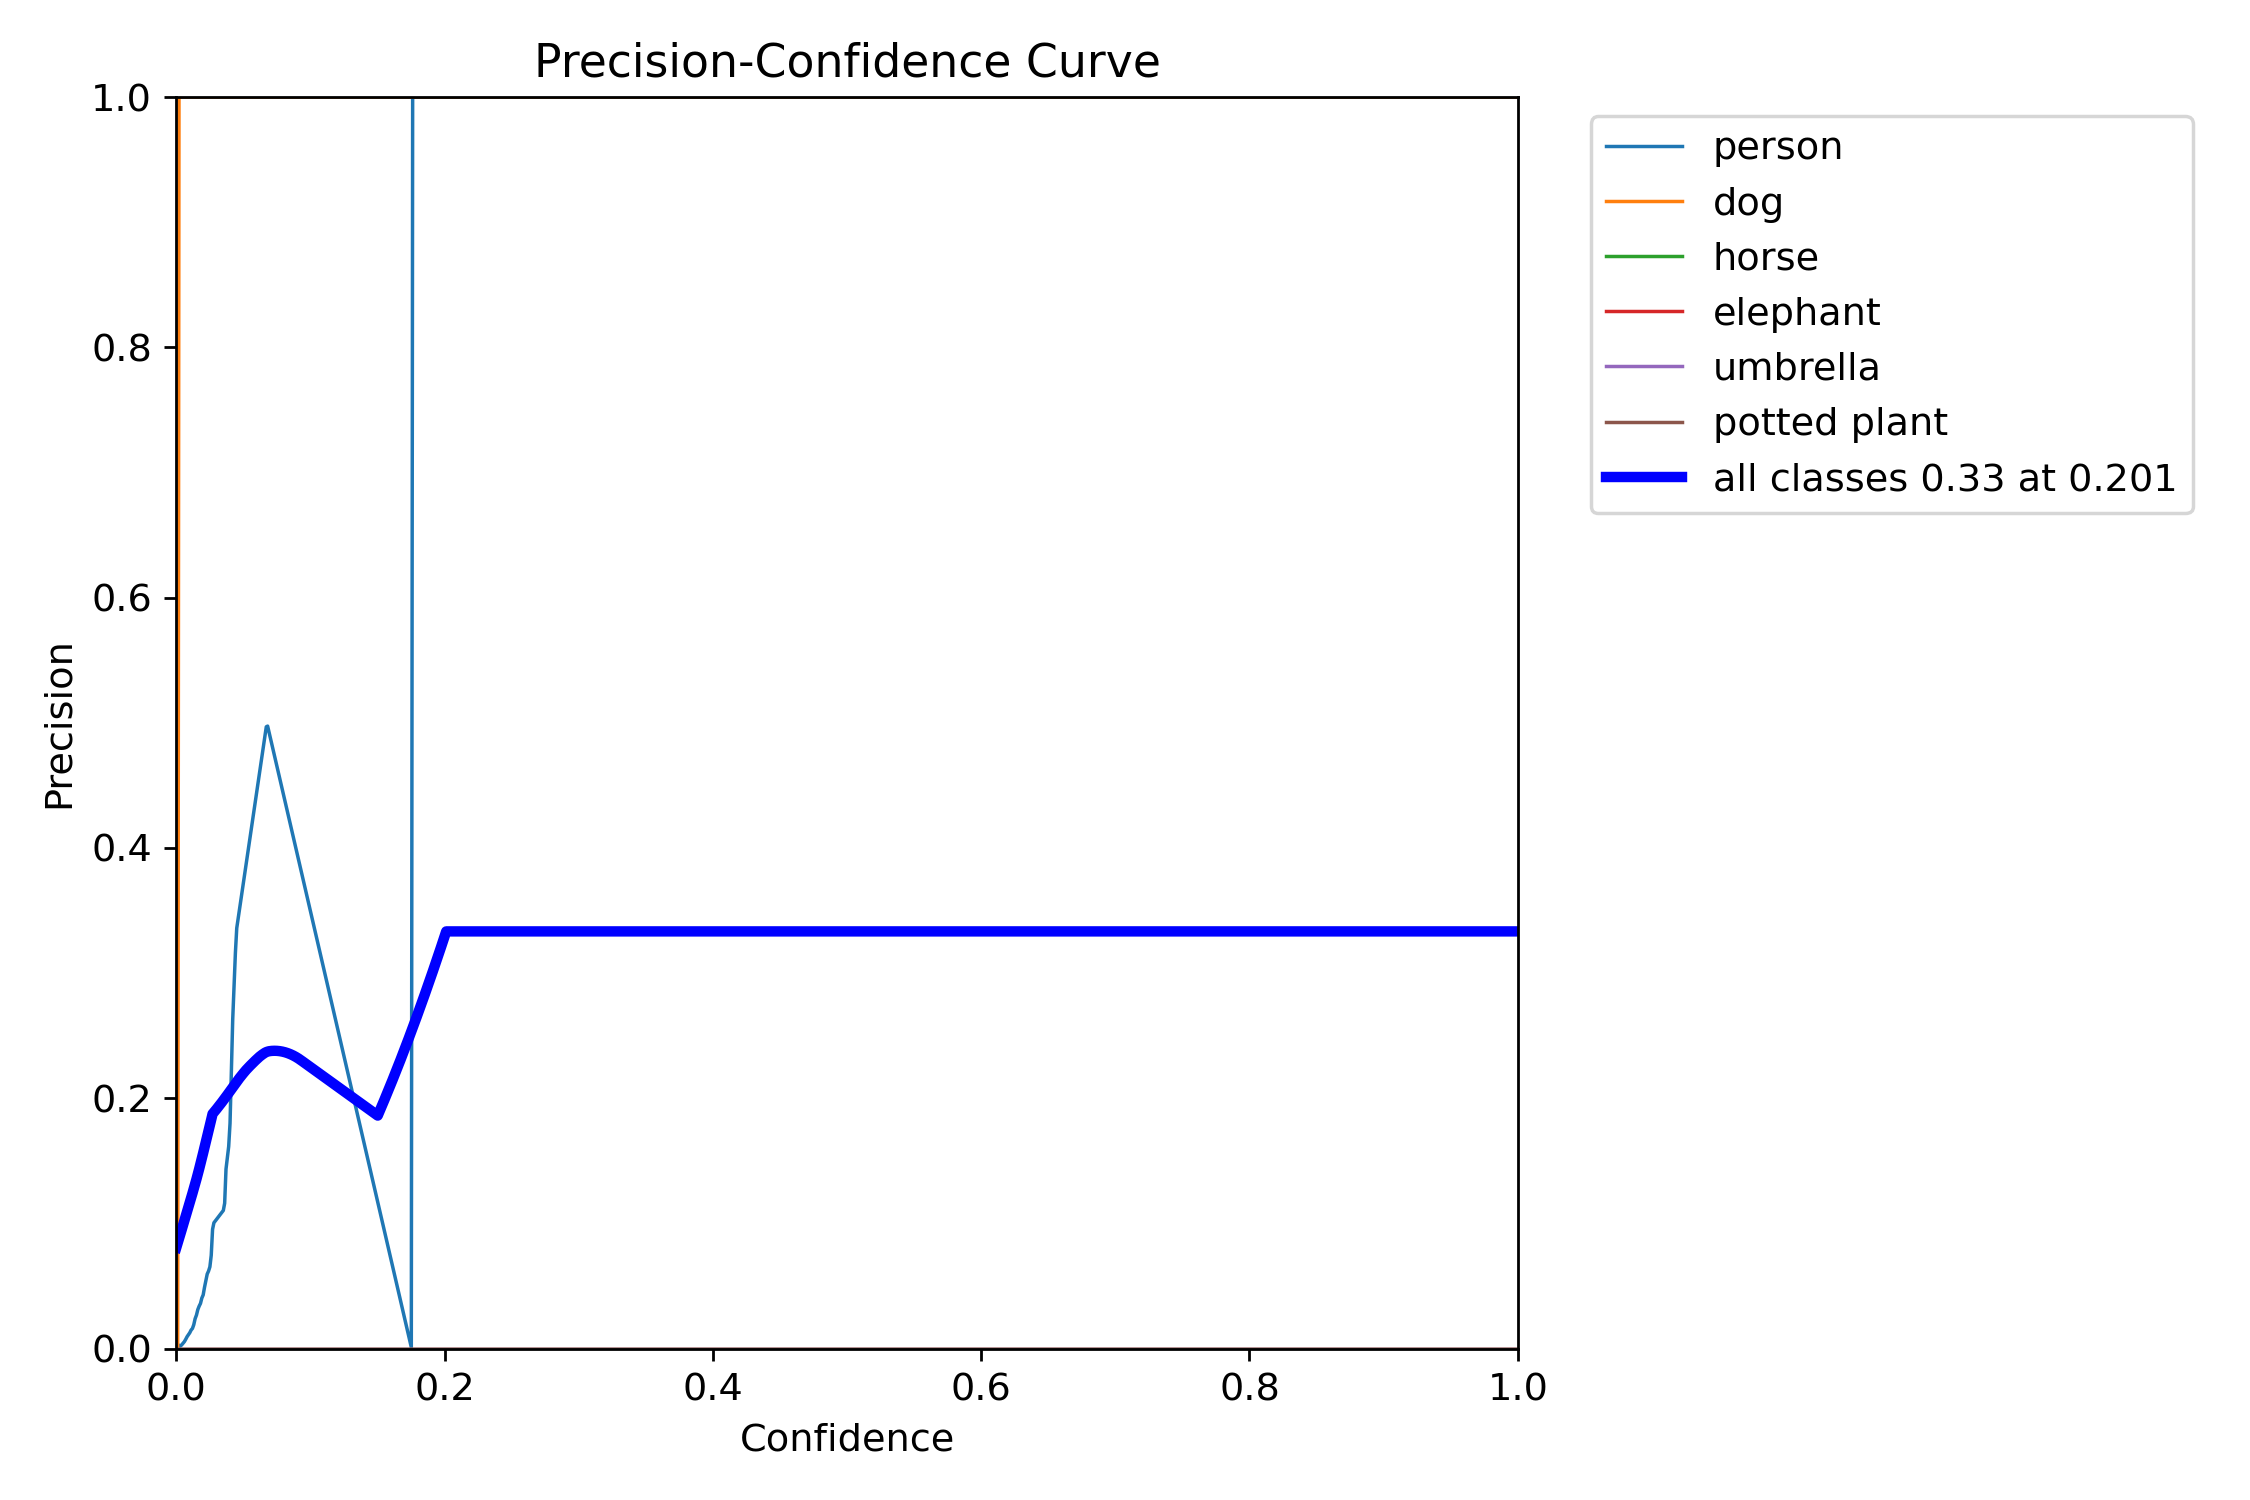 Precision-Confidence Curve
1.0
0.8
0.6
0.4
0.2
0.0
Precision
0.0 0.2 0.4 0.6 0.8 1.0
Confidence
person
dog
horse
elephant
umbrella
potted plant
all classes 0.33 at 0.201